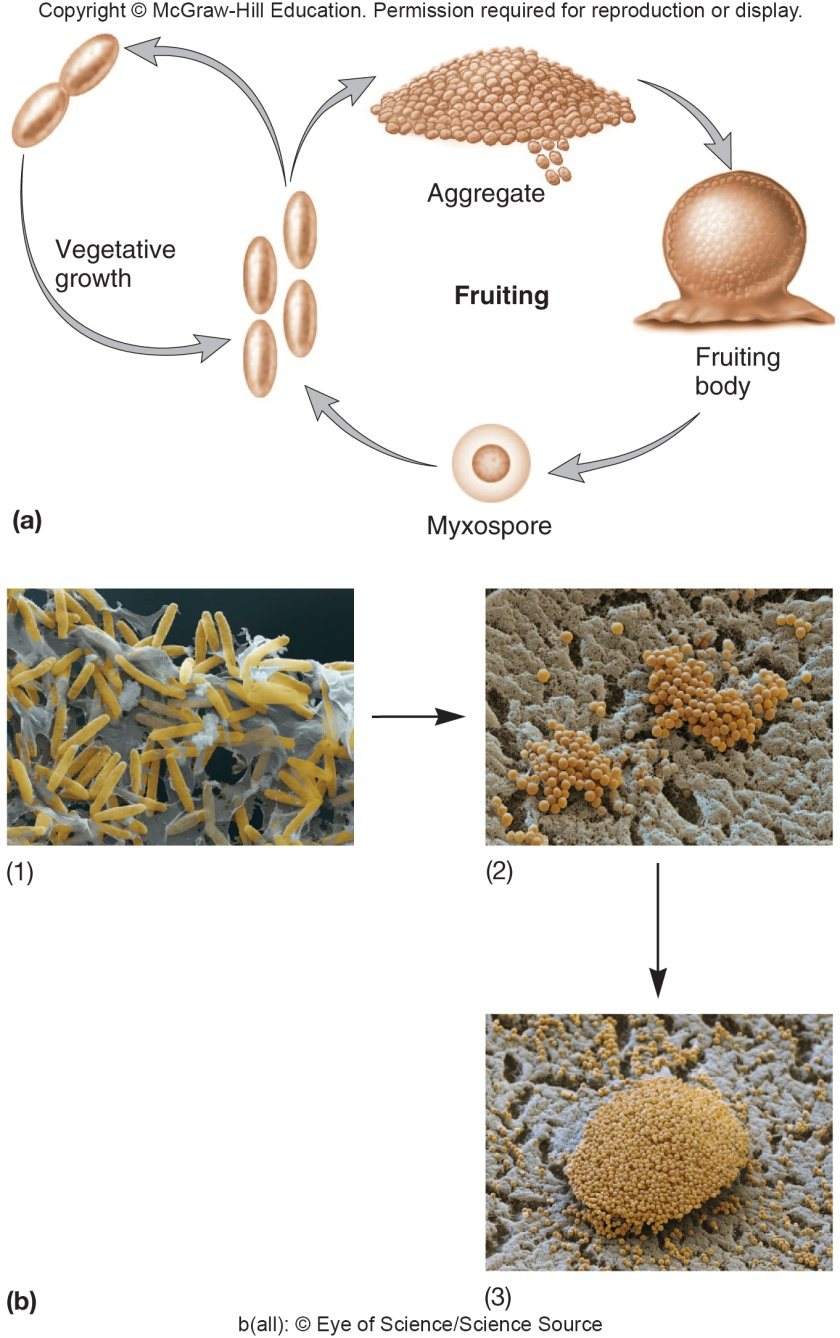 Copyright © McGraw-Hill Education. Permission required for reproduction or display.
Aggregate
Vegetative
growth
Fruiting
Fruiting
body
Myxospore
(a)
(1)
(2)
(3)
(b)
b(all): © Eye of Science/Science Source